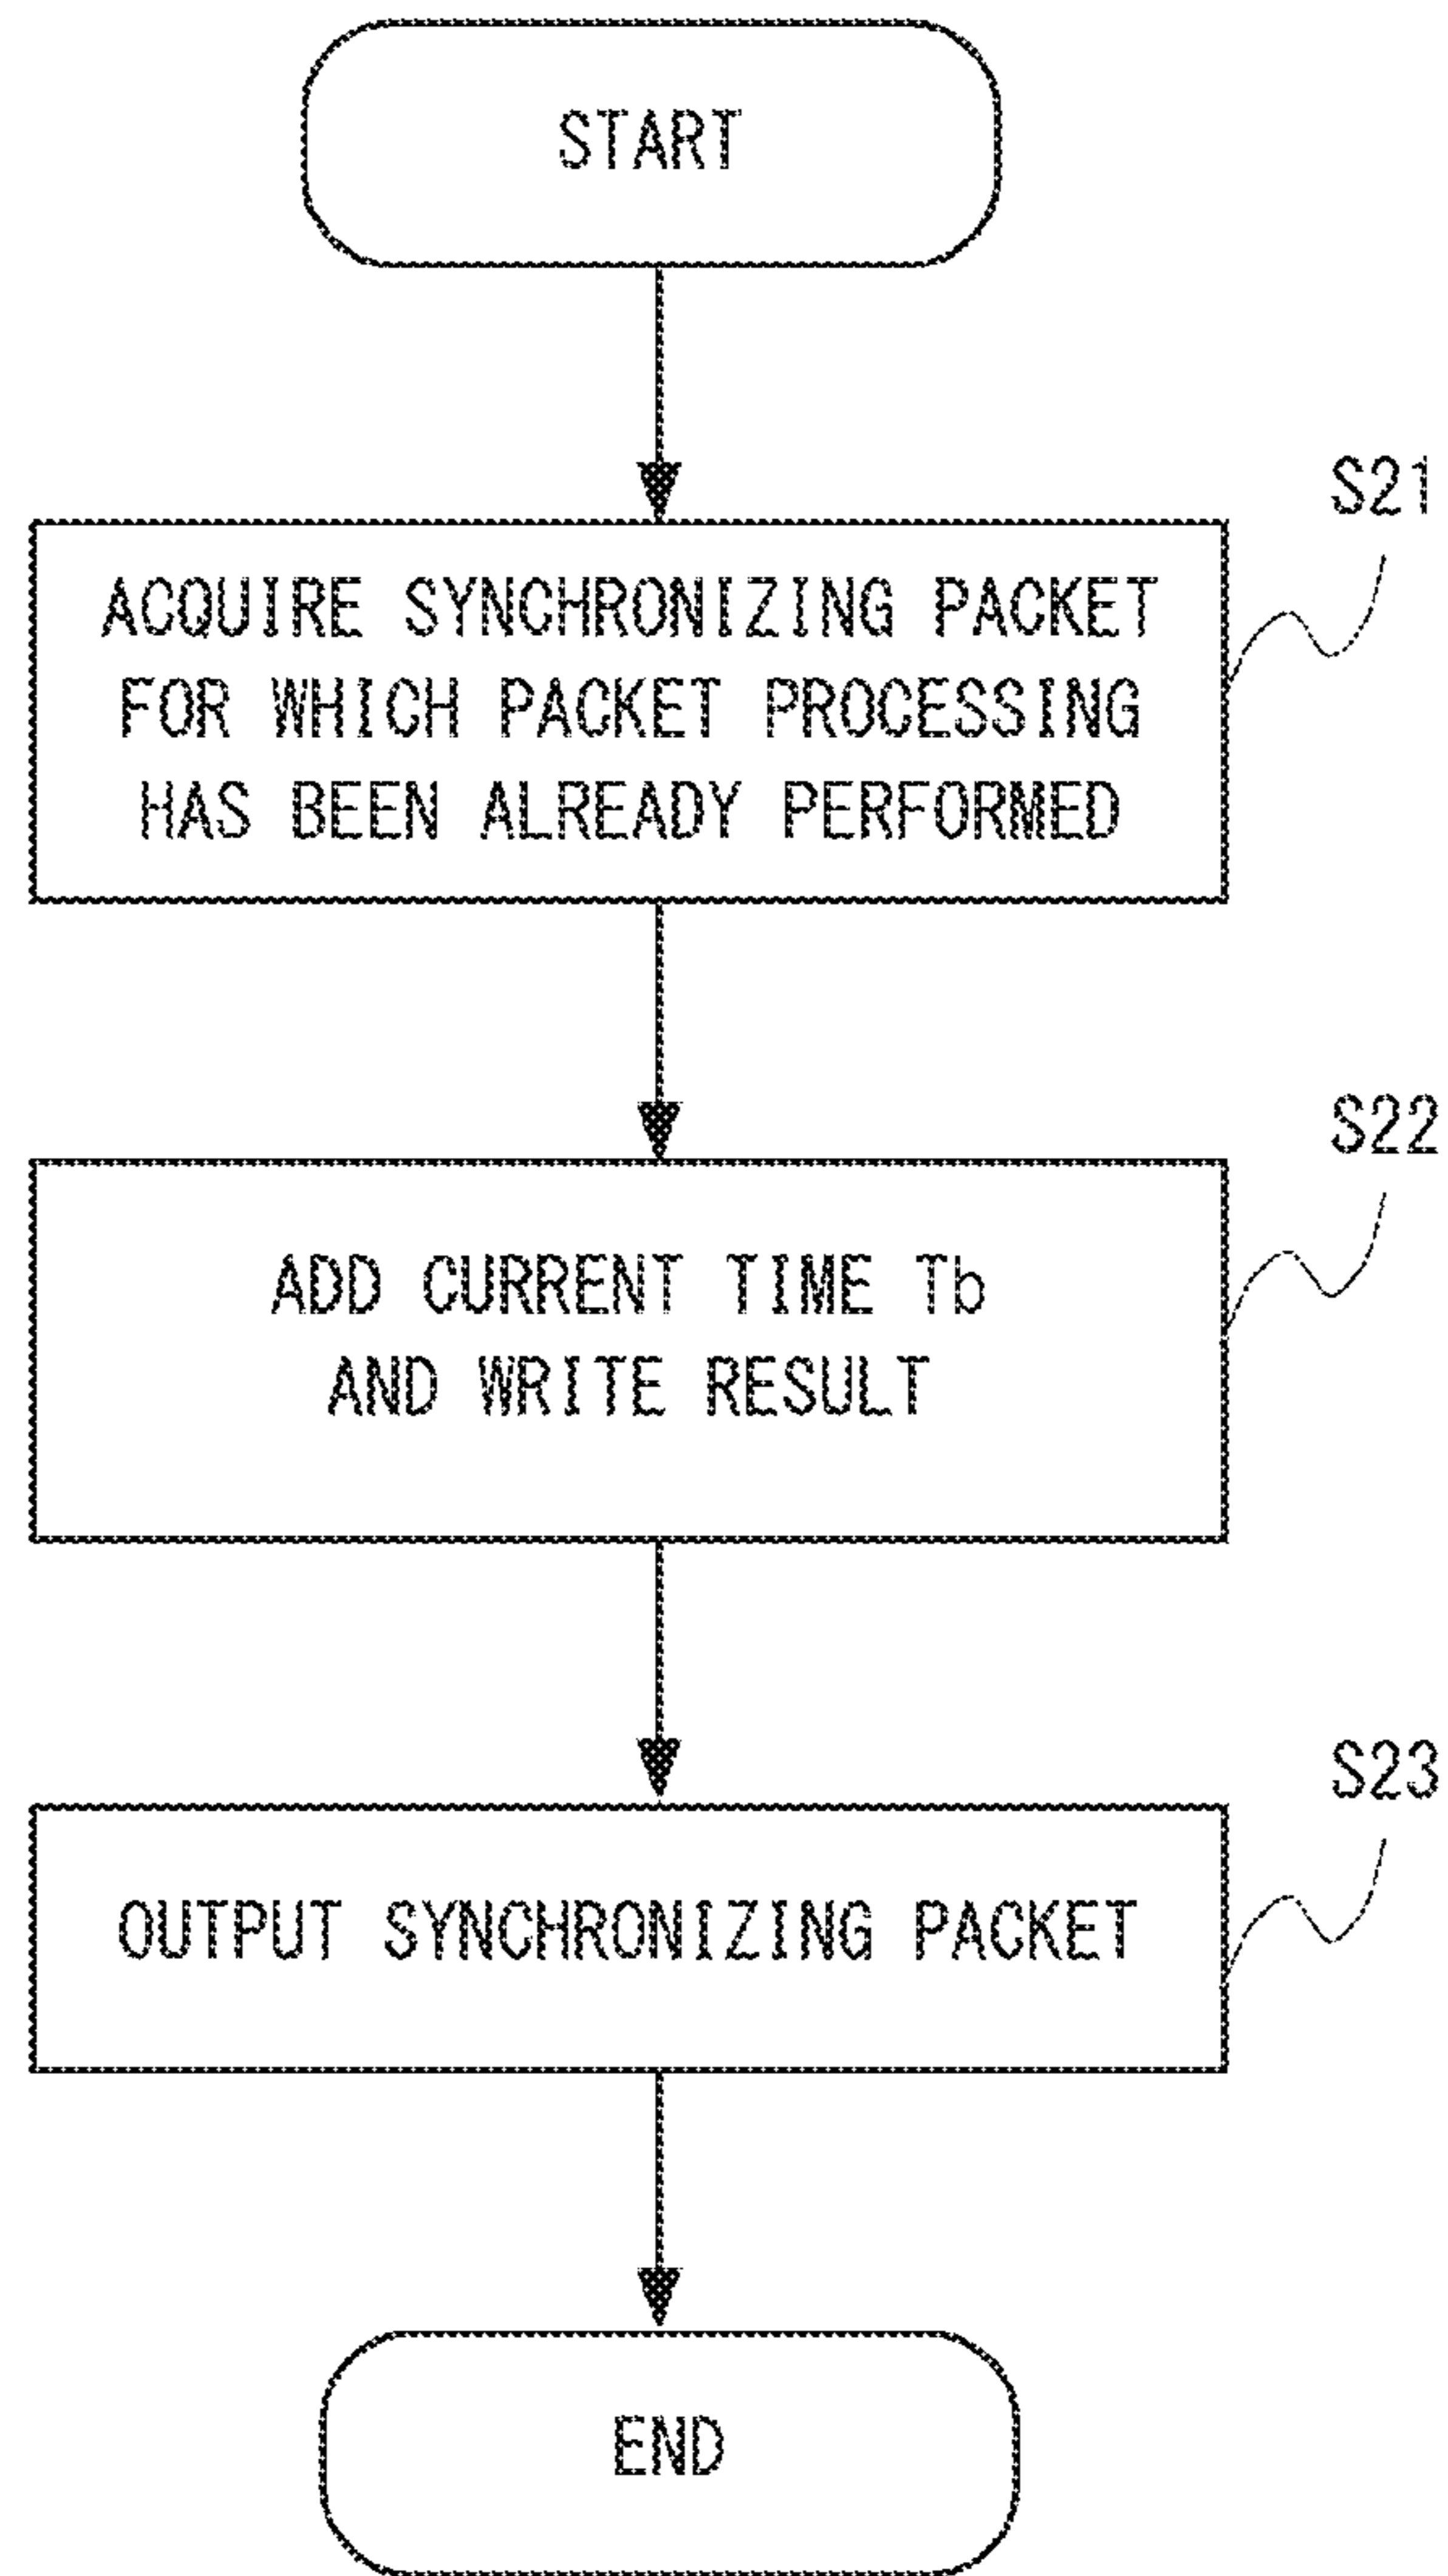 START
S21
ACQUIRE SYNCHRONIZING PACKET
FOR WHICH PACKET PROCESSING
HAS BEEN ALREADY PERFORMED
S22
ADD CURRENT TIME Tb
AND WRITE RESULT
S23
OUTPUT SYNCHRONIZING PACKET
END